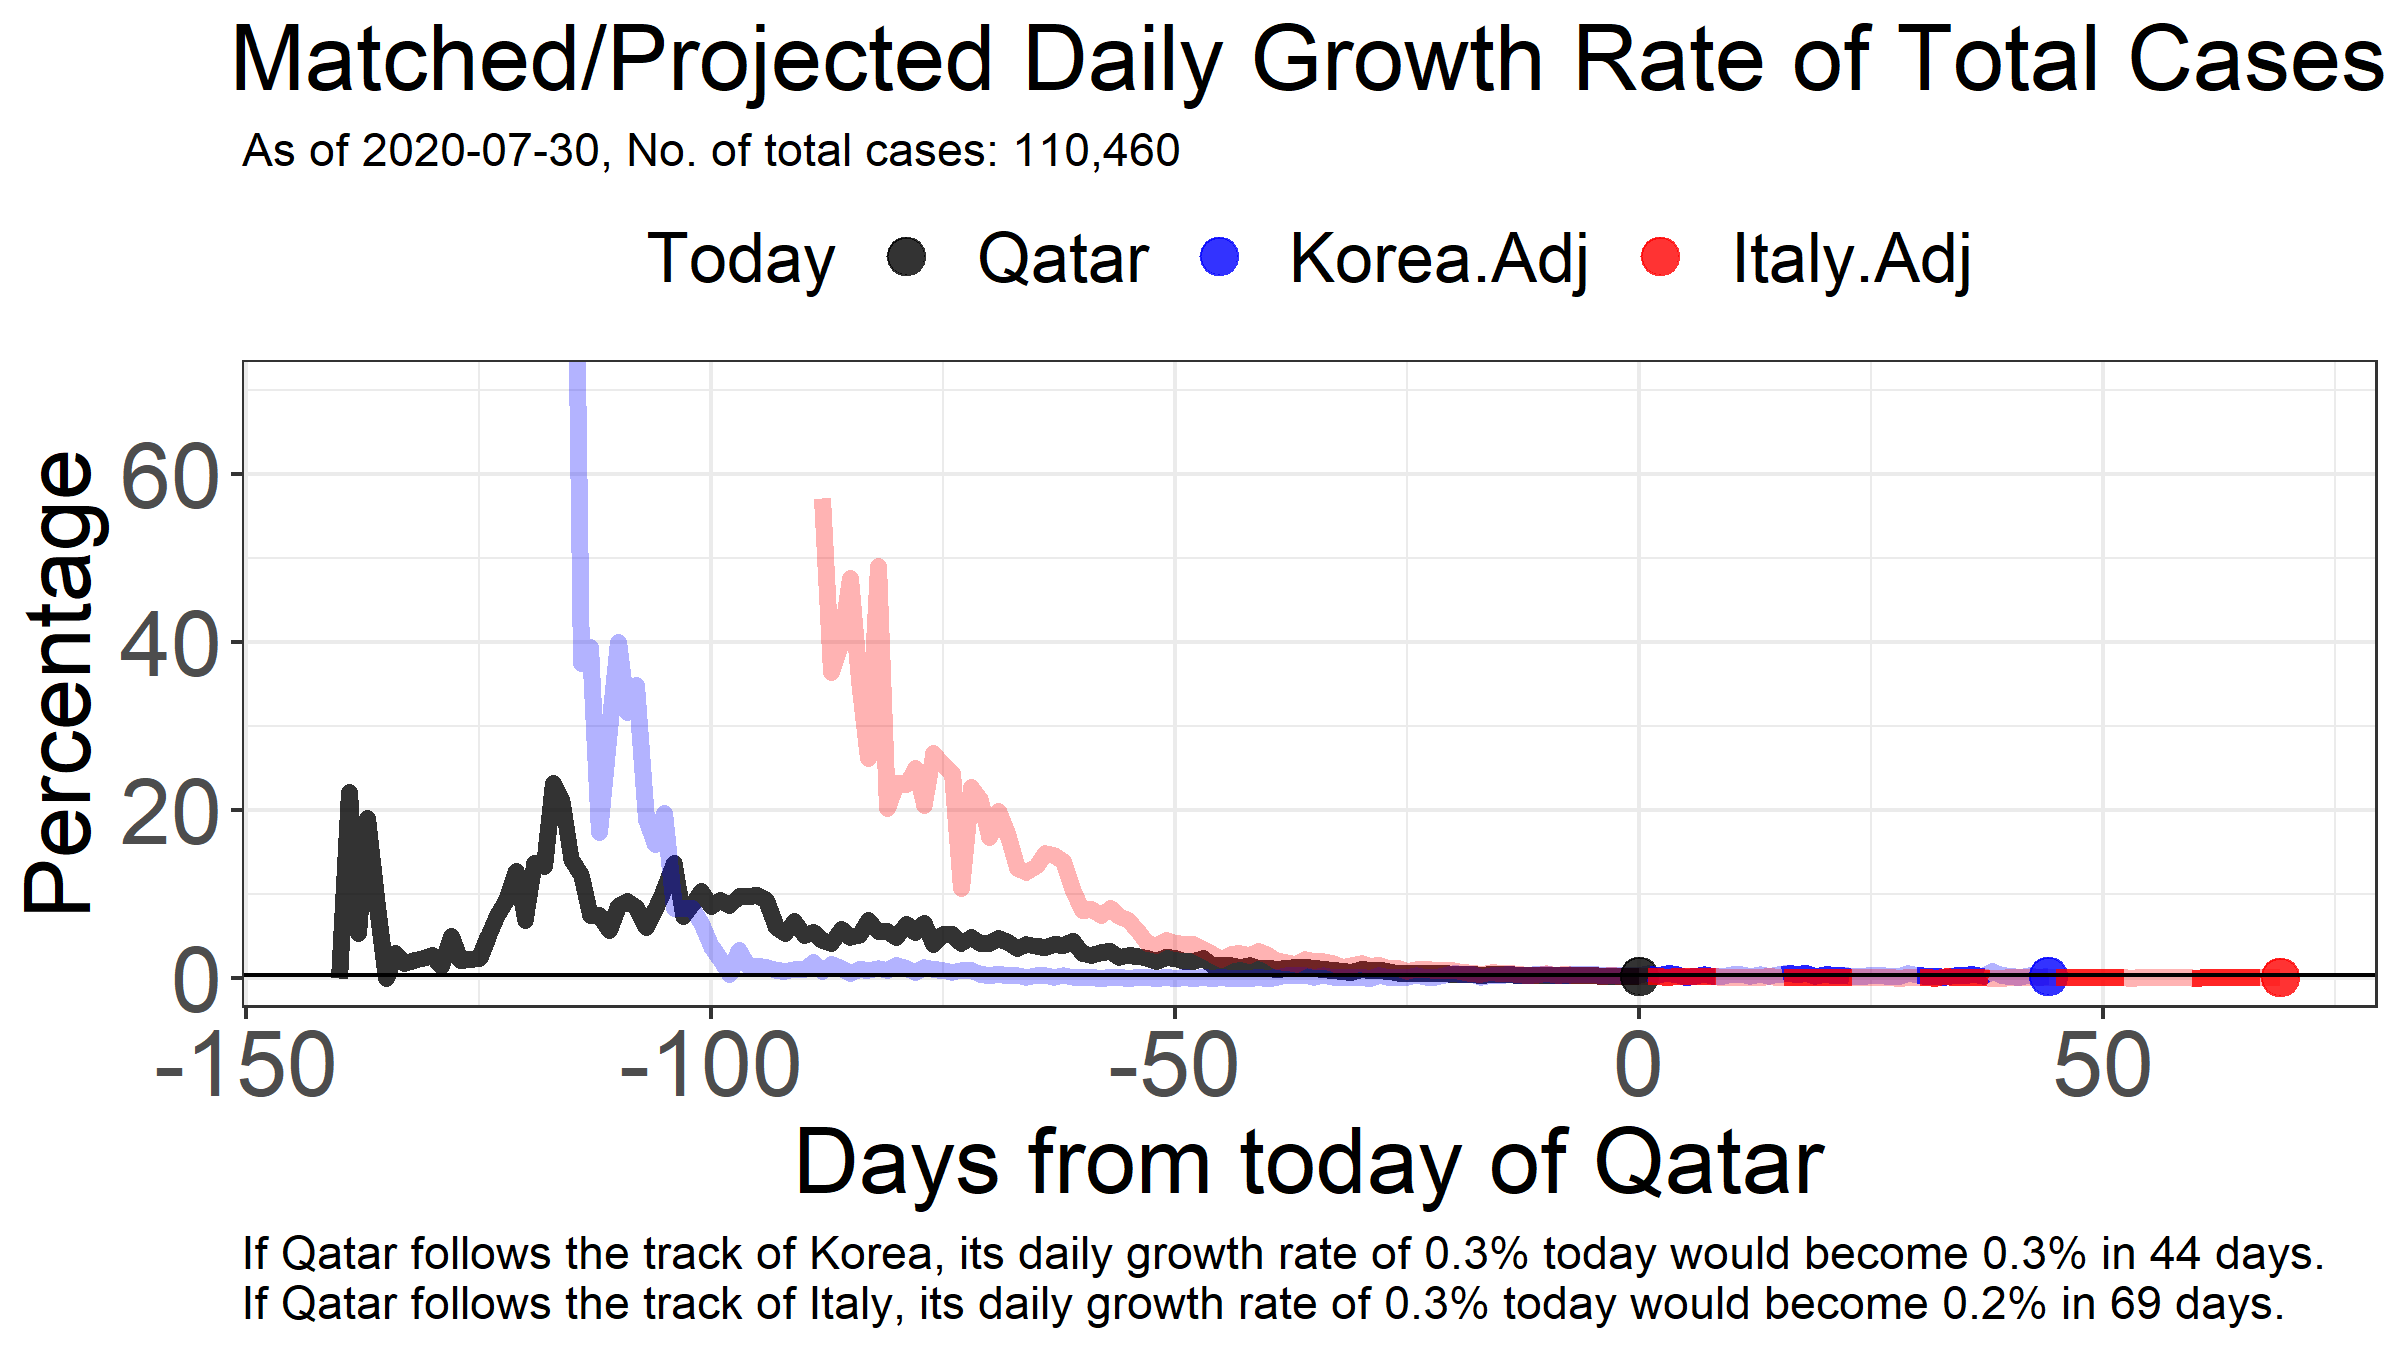 Matched/Projected Daily Growth Rate of Total Cases
As of 2020-07-30, No. of total cases: 110,460
Today Qatar Korea.Adj Italy.Adj
Percentage
60
40
20
0
-150 -100 -50 0 50
Days from today of Qatar
If Qatar follows the track of Korea, its daily growth rate of 0.3% today would become 0.3% in 44 days.
If Qatar follows the track of Italy, its daily growth rate of 0.3% today would become 0.2% in 69 days.